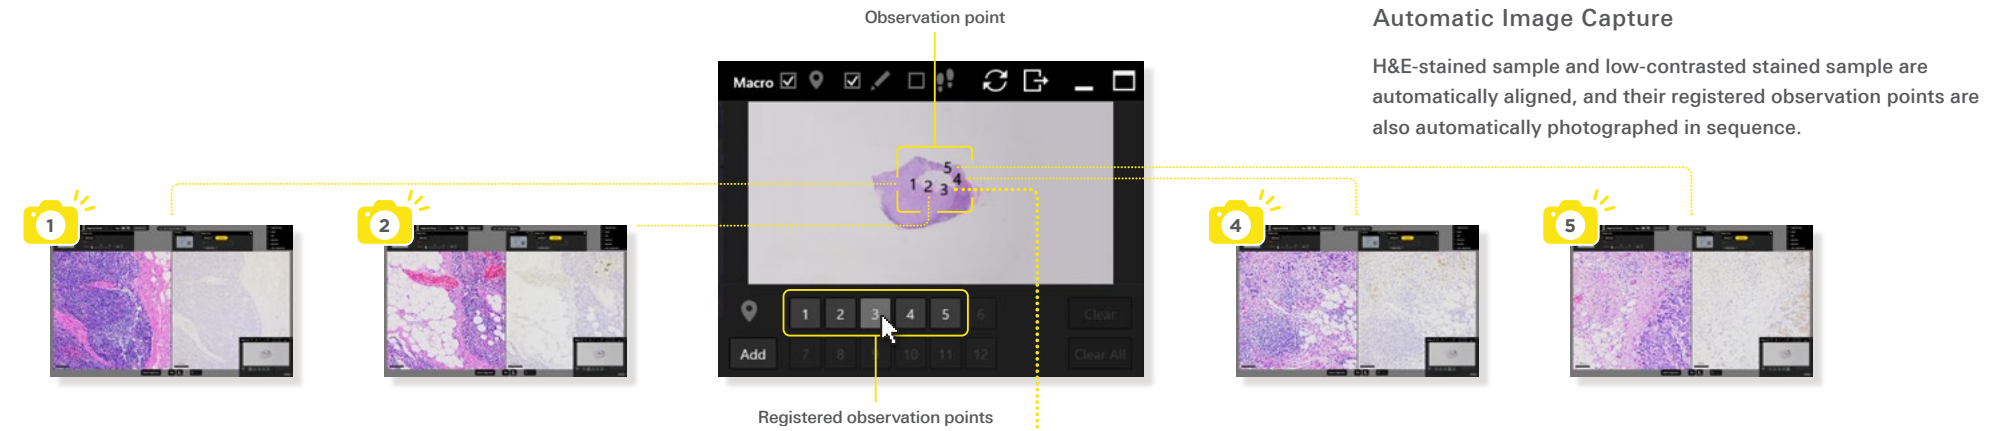 Observation point
Automatic Image Capture
H&E-stained sample and low-contrasted stained sample are
automatically aligned, and their registered observation points are
also automatically photographed in sequence.
Macro
5
4
1 2 3
1
2
4
5
1 2 3 4 5 6
Clear
Add
7 8 9 10 11 12
Clear All
Registered observation points